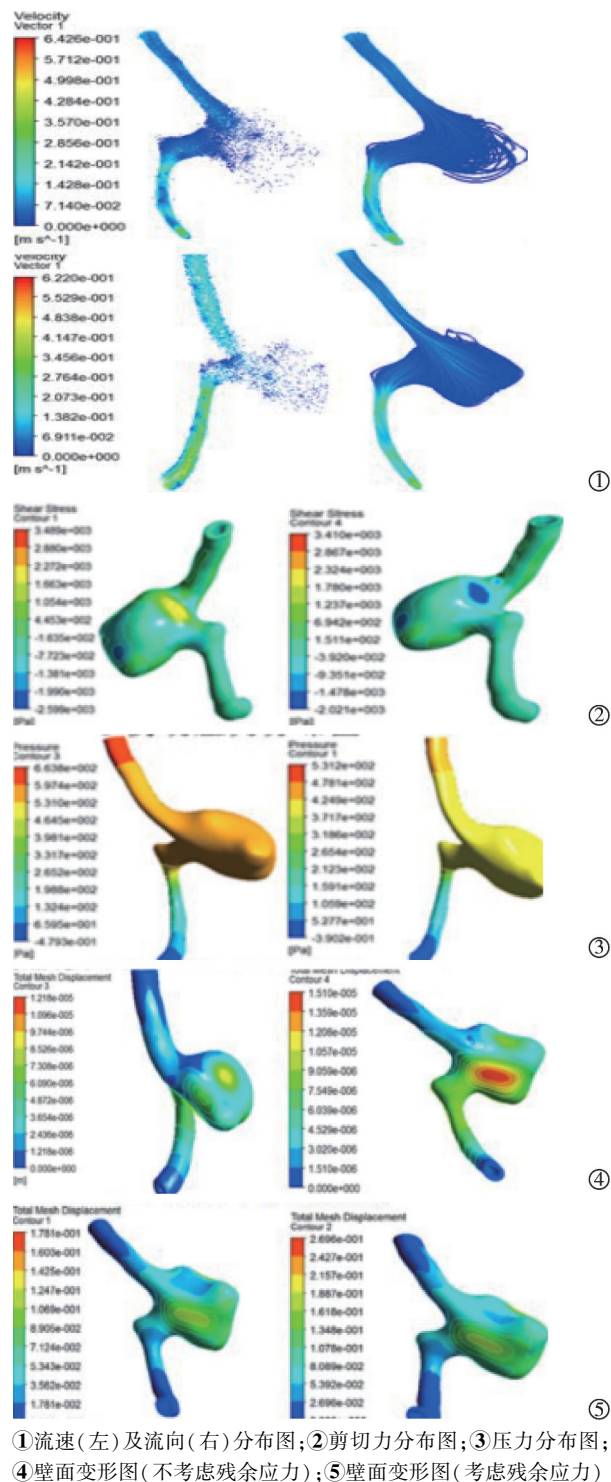 Velocity
Vector 1
6.426e-001
5.712e-001
4.998e-001
4.284e-001
3.570e-001
2.856e-001
2.142e-001
1.428e-001
7.140e-002
0.000e+000
[m s^-1]
Velocity
Vector 1
6.220e-001
5.529e-001
4.838e-001
4.147e-001
3.456e-001
2.764e-001
2.073e-001
1.382e-001
6.911e-002
0.000e+000
[m s^-1]
①
Shear Stress
Contour 1
3.489e+003
2.880e+003
2.272e+003
1.663e+003
1.054e+003
4.453e+002
-1.635e+002
-7.723e+002
-1.381e+003
-1.990e+003
-2.599e+003
[Pa]
Shear Stress
Contour 4
3.410e+003
2.867e+003
2.324e+003
1.780e+003
1.237e+003
6.942e+002
1.511e+002
-3.920e+002
-9.351e+002
-1.478e+003
-2.021e+003
[Pa]
②
Pressure
Contour 3
6.638e+002
5.974e+002
5.310e+002
4.645e+002
3.981e+002
3.317e+002
2.652e+002
1.988e+002
1.324e+002
6.595e+001
-4.793e-001
[Pa]
Pressure
Contour 1
5.312e+002
4.781e+002
4.249e+002
3.717e+002
3.186e+002
2.654e+002
2.123e+002
1.591e+002
1.059e+002
5.277e+001
-3.902e-001
[Pa]
③
Total Mesh Displacement
Contour 3
1.218e-005
1.096e-005
9.744e-006
8.526e-006
7.308e-006
6.090e-006
4.872e-006
3.654e-006
2.436e-006
1.218e-006
0.000e+000
[m]
Total Mesh Displacement
Contour 4
1.510e-005
1.359e-005
1.208e-005
1.057e-005
9.059e-006
7.549e-006
6.039e-006
4.529e-006
3.020e-006
1.510e-006
0.000e+000
④
Total Mesh Displacement
Contour 1
1.781e-001
1.603e-001
1.425e-001
1.247e-001
1.069e-001
8.905e-002
7.124e-002
5.343e-002
3.562e-002
1.781e-002
Total Mesh Displacement
Contour 2
2.696e-001
2.427e-001
2.157e-001
1.887e-001
1.618e-001
1.348e-001
1.078e-001
8.089e-002
5.392e-002
2.696e-002
⑤
①流速(左)及流向(右)分布图;②剪切力分布图;③压力分布图;
④壁面变形图(不考虑残余应力);⑤壁面变形图(考虑残余应力)